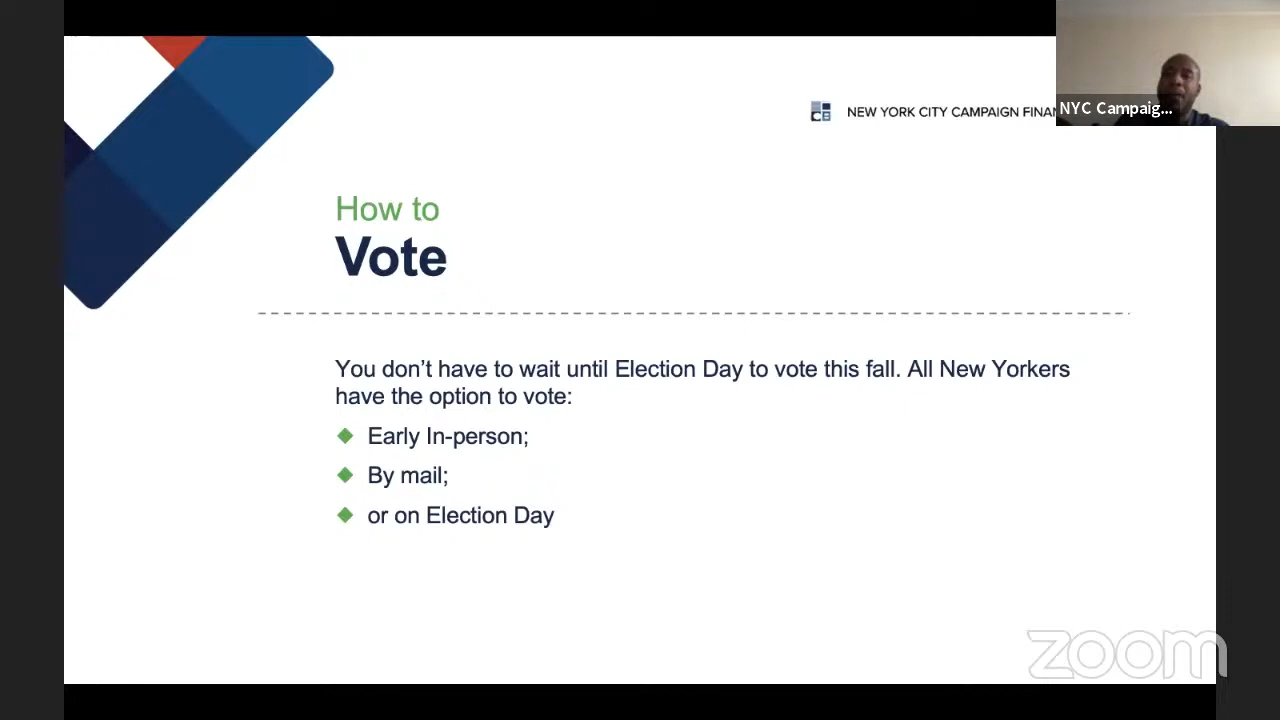 NYC Campaig...
NEW YORK CITY CAMPAIGN
How to
Vote
You don't have to wait until Election Day to vote this fall. All New Yorkers
have the option to vote:
Early In-person;
By mail;
or on Election Day
zoom